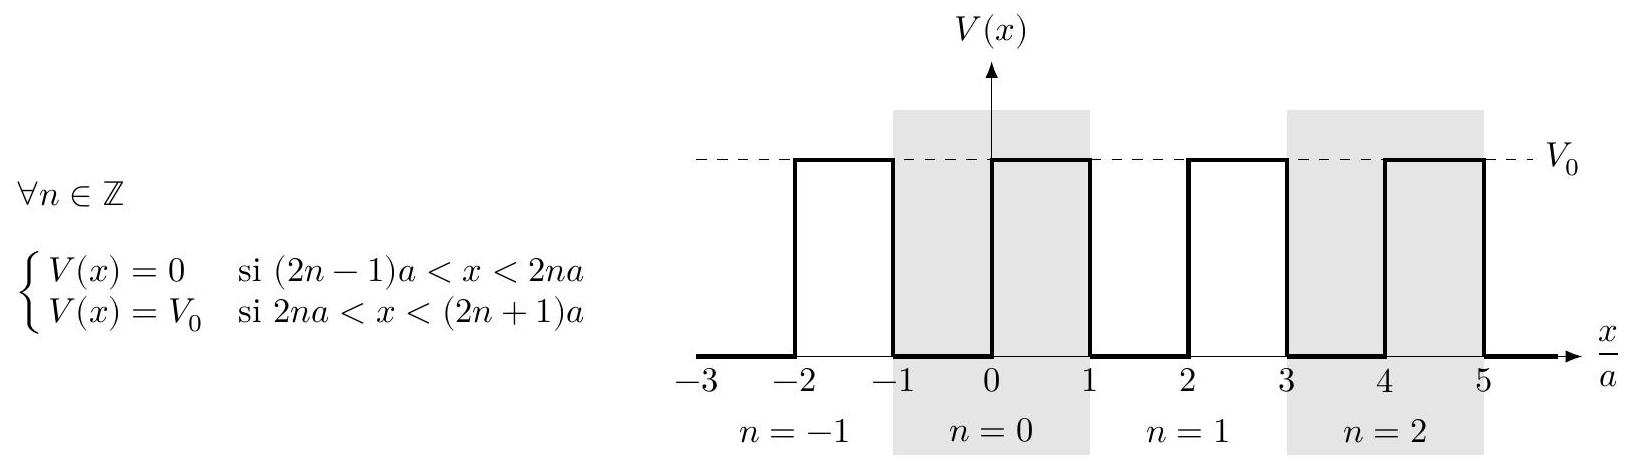 ∀n ∈ ℤ
{ V(x) = 0 si (2n − 1)a < x < 2na
V(x) = V₀ si 2na < x < (2n + 1)a
V(x)
V₀
−3 −2 −1 0 1 2 3 4 5
x/a
n = −1 n = 0 n = 1 n = 2